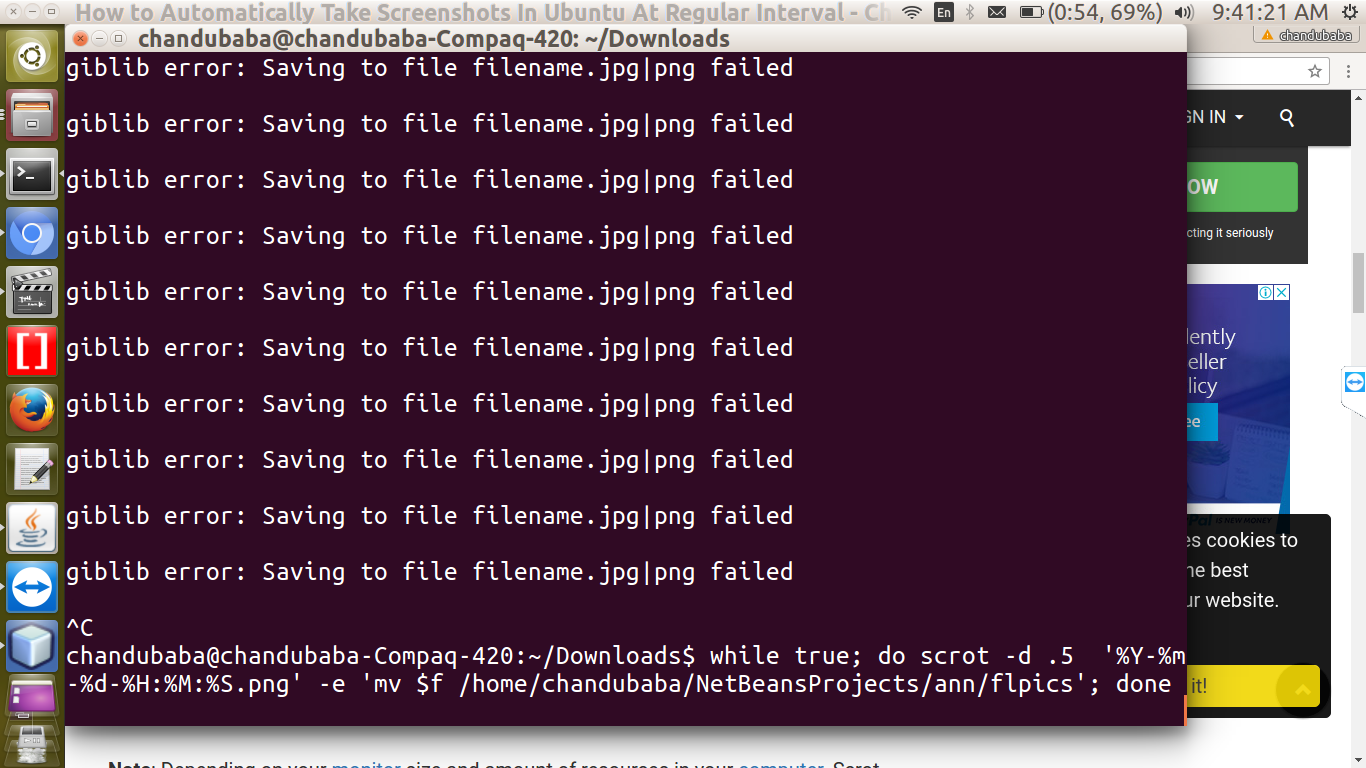 How to Automatically Take Screenshots In Ubuntu At Regular Interval - Ch
En
(0:54, 69%)
9:41:21 AM
chandubaba@chandubaba-Compaq-420: ~/Downloads
chandubaba
giblib error: Saving to file filename.jpg|png failed
giblib error: Saving to file filename.jpg|png failed
giblib error: Saving to file filename.jpg|png failed
giblib error: Saving to file filename.jpg|png failed
giblib error: Saving to file filename.jpg|png failed
giblib error: Saving to file filename.jpg|png failed
giblib error: Saving to file filename.jpg|png failed
giblib error: Saving to file filename.jpg|png failed
giblib error: Saving to file filename.jpg|png failed
giblib error: Saving to file filename.jpg|png failed
^C
chandubaba@chandubaba-Compaq-420:~/Downloads$ while true; do scrot -d .5  '%Y-%m
-%d-%H:%M:%S.png' -e 'mv $f /home/chandubaba/NetBeansProjects/ann/flpics'; done
GN IN
OW
cting it seriously
lently
eller
licy
ee
Pal IS NEW MONEY
es cookies to
he best
ur website.
it!
Note: Depending on your monitor size and amount of resources in your computer, Scrot